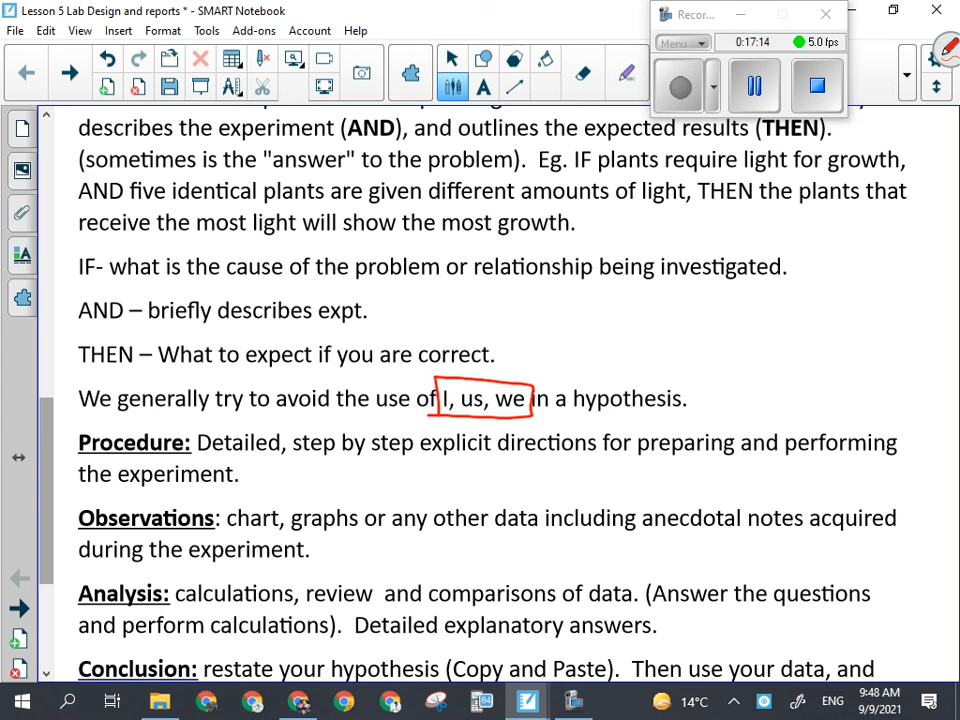 Lesson 5 Lab Design and reports * - SMART Notebook
Recor...
File Edit View Insert Format Tools Add-ons Account Help
Menu
0:17:14
5.0 fps
describes the experiment (AND), and outlines the expected results (THEN).
(sometimes is the "answer" to the problem). Eg. IF plants require light for growth,
AND five identical plants are given different amounts of light, THEN the plants that
receive the most light will show the most growth.
IF- what is the cause of the problem or relationship being investigated.
AND – briefly describes expt.
THEN – What to expect if you are correct.
We generally try to avoid the use of I, us, we in a hypothesis.
Procedure: Detailed, step by step explicit directions for preparing and performing
the experiment.
Observations: chart, graphs or any other data including anecdotal notes acquired
during the experiment.
Analysis: calculations, review and comparisons of data. (Answer the questions
and perform calculations). Detailed explanatory answers.
Conclusion: restate your hypothesis (Copy and Paste). Then use your data, and
14°C
ENG
9:48 AM
9/9/2021